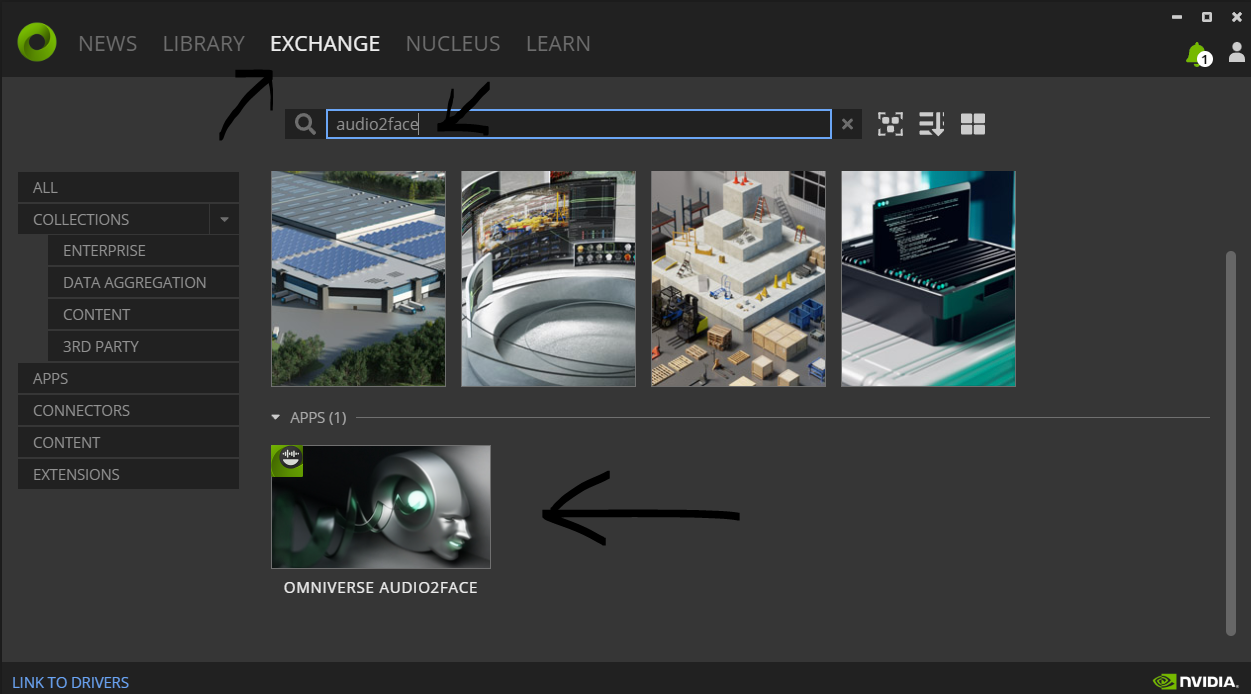 NEWS LIBRARY EXCHANGE NUCLEUS LEARN
1
audio2face
ALL
COLLECTIONS
ENTERPRISE
DATA AGGREGATION
CONTENT
3RD PARTY
APPS
CONNECTORS
CONTENT
EXTENSIONS
APPS (1)
OMNIVERSE AUDIO2FACE
LINK TO DRIVERS
NVIDIA.